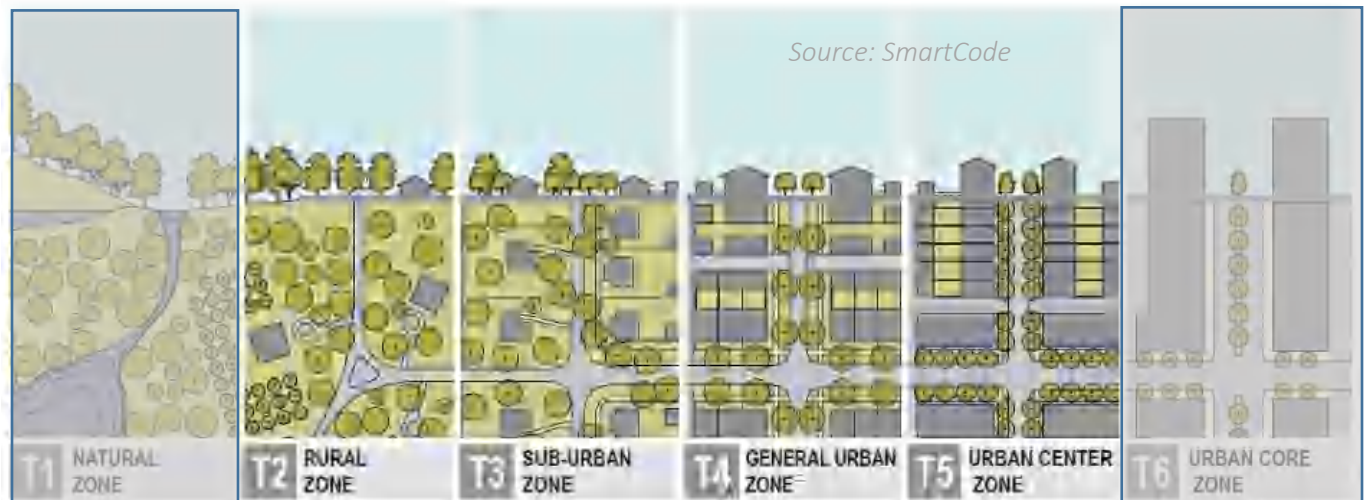 Source: SmartCode
T1 NATURAL
ZONE
T2 RURAL
ZONE
T3 SUB-URBAN
ZONE
T4 GENERAL URBAN
ZONE
T5 URBAN CENTER
ZONE
T6 URBAN CORE
ZONE